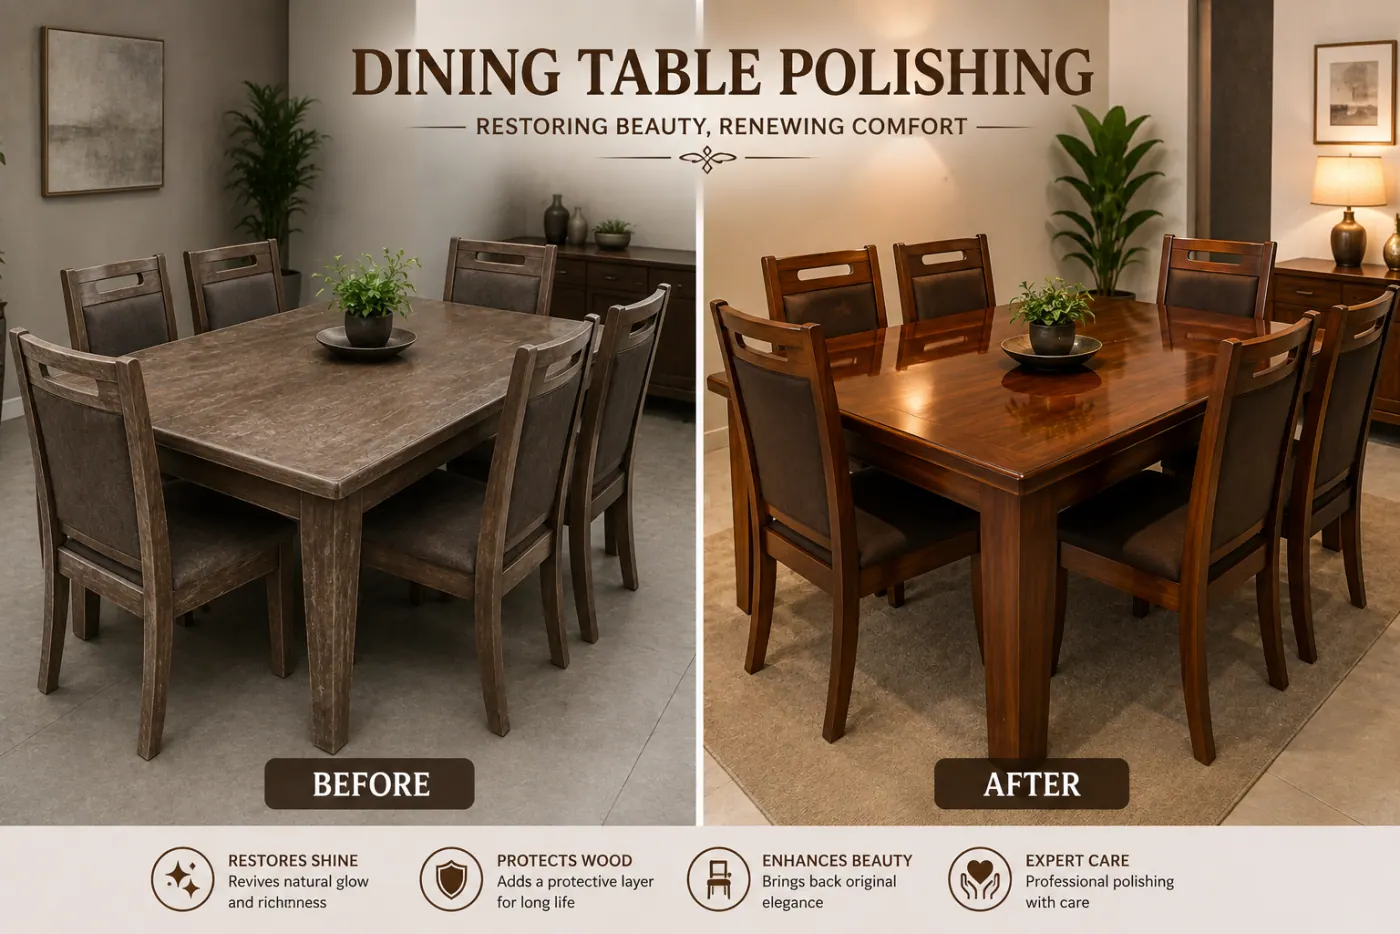 DINING TABLE POLISHING
RESTORING BEAUTY, RENEWING COMFORT
BEFORE
AFTER
RESTORES SHINE
Revives natural glow
and richmness
PROTECTS WOOD
Adds a protective layer
for long life
ENHANCES BEAUTY
Brings back original
elegance
EXPERT CARE
Professional polishing
with care